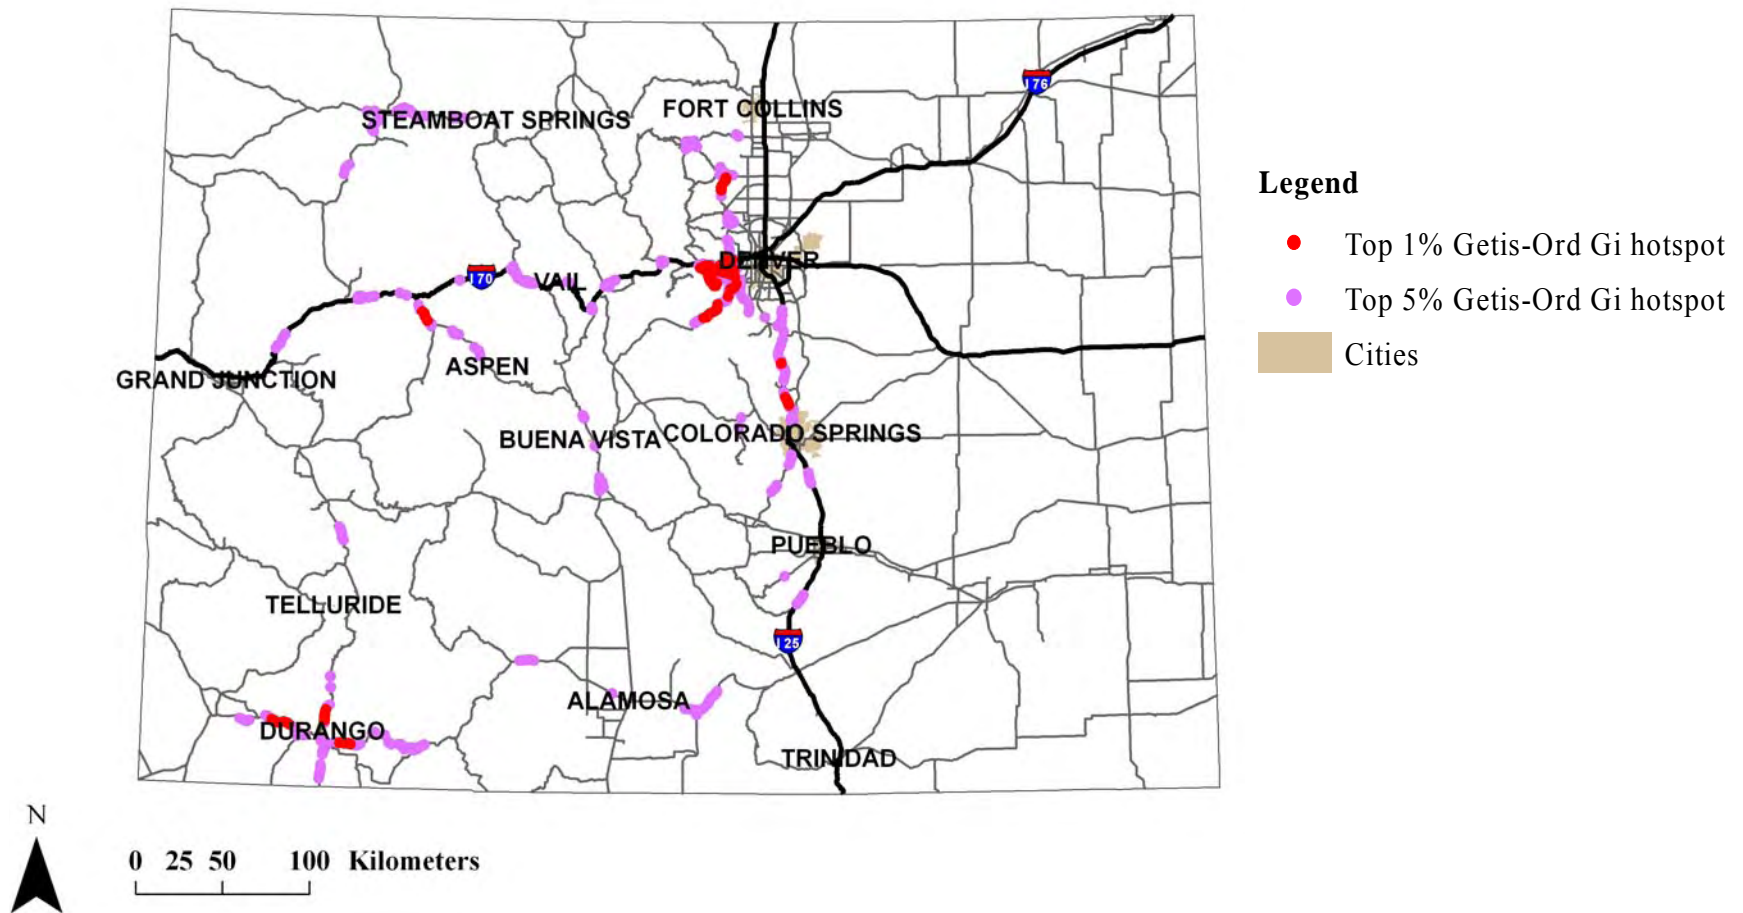 I 76
STEAMBOAT SPRINGS
FORT COLLINS
DENVER
I 70
VAIL
ASPEN
GRAND JUNCTION
BUENA VISTA
COLORADO SPRINGS
PUEBLO
TELLURIDE
I 25
ALAMOSA
DURANGO
TRINIDAD
Legend
Top 1% Getis-Ord Gi hotspot
Top 5% Getis-Ord Gi hotspot
Cities
N
0 25 50 100 Kilometers